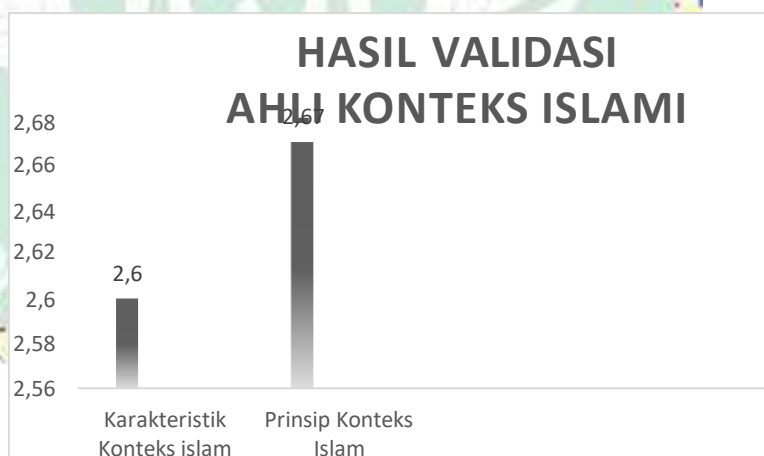 HASIL VALIDASI
AHLI KONTEKS ISLAMI
2,67
2,68
2,66
2,64
2,62
2,6
2,6
2,58
2,56
Karakteristik
Konteks islam
Prinsip Konteks
Islam